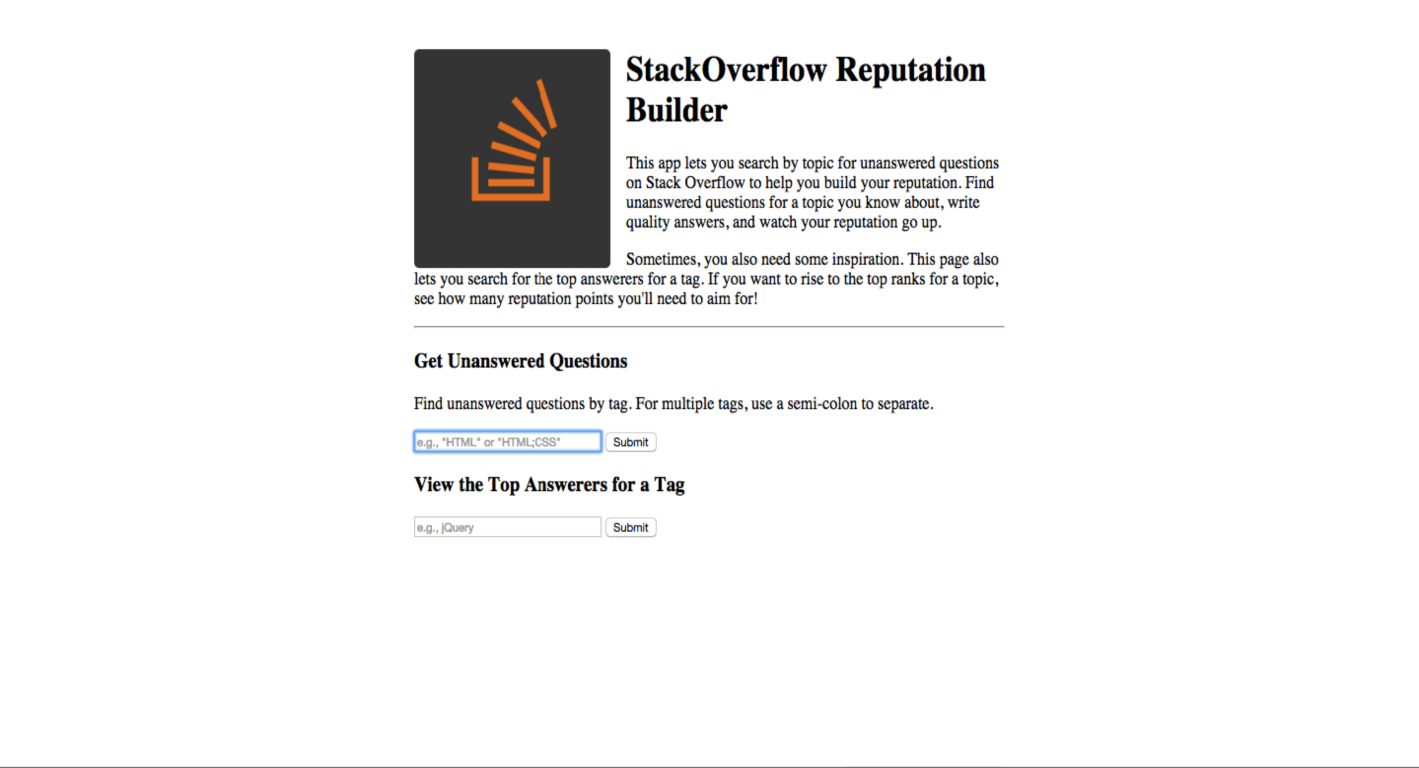 StackOverflow Reputation
Builder
This app lets you search by topic for unanswered questions
on Stack Overflow to help you build your reputation. Find
unanswered questions for a topic you know about, write
quality answers, and watch your reputation go up.
Sometimes, you also need some inspiration. This page also
lets you search for the top answerers for a tag. If you want to rise to the top ranks for a topic,
see how many reputation points you'll need to aim for!
Get Unanswered Questions
Find unanswered questions by tag. For multiple tags, use a semi-colon to separate.
e.g., "HTML" or "HTML;CSS" Submit
View the Top Answerers for a Tag
e.g., jQuery Submit